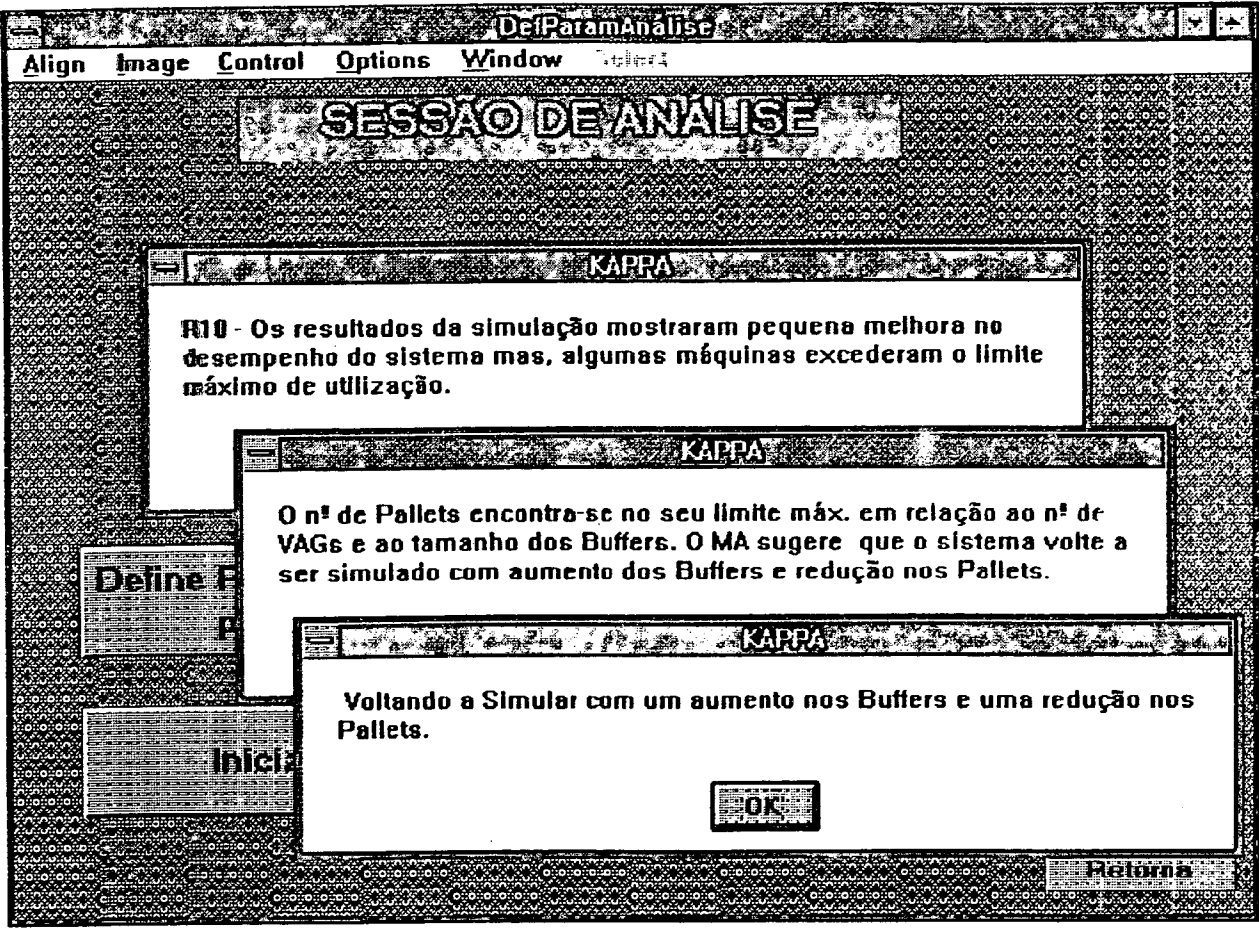 DefParamAnálise
Align Image Control Options Window Select
SESSÃO DE ANÁLISE
KAPPA
R10 - Os resultados da simulação mostraram pequena melhora no
desempenho do sistema mas, algumas máquinas excederam o limite
máximo de utilização.
KAPPA
O nº de Pallets encontra-se no seu limite máx. em relação ao nº de
VAGs e ao tamanho dos Buffers. O MA sugere que o sistema volte a
ser simulado com aumento dos Buffers e redução nos Pallets.
Define
KAPPA
Voltando a Simular com um aumento nos Buffers e uma redução nos
Pallets.
Inicia
OK
Retorna